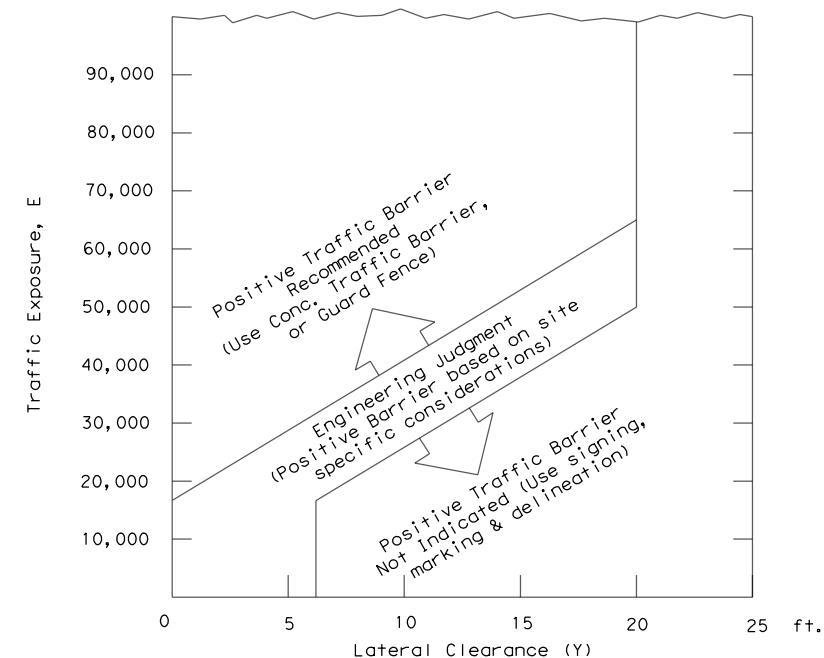 90,000
80,000
70,000
60,000
50,000
40,000
30,000
20,000
10,000
Traffic Exposure, E
Positive Traffic Barrier
Recommended
(Use Conc. Traffic Barrier,
or Guard Fence)
Engineering Judgment
(Positive Barrier based on site
specific considerations)
Positive Traffic Barrier
Not Indicated (Use signing,
marking & delineation)
0 5 10 15 20 25 ft.
Lateral Clearance (Y)